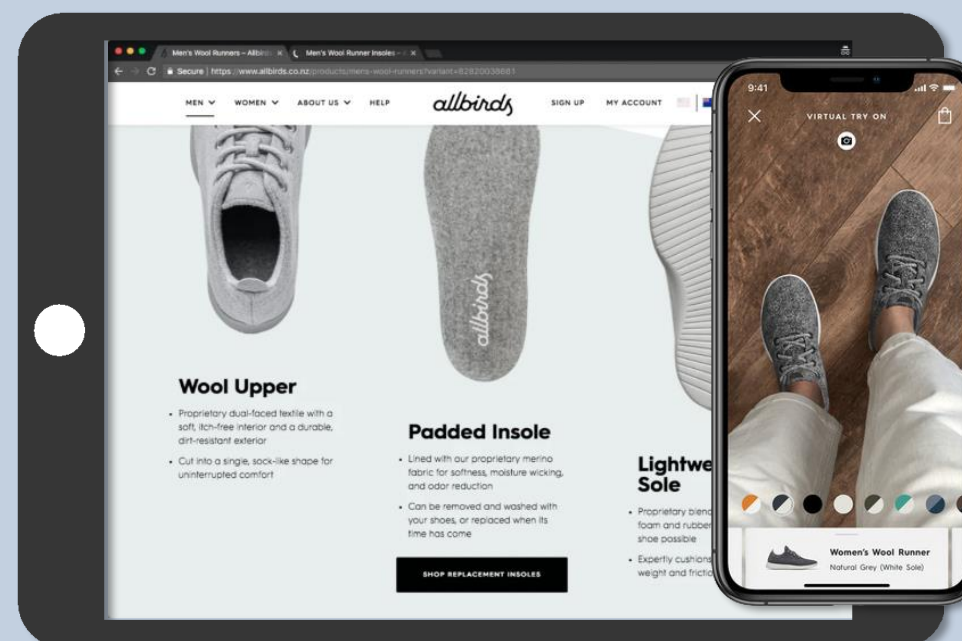 Men's Wool Runners – Allbirds
Men's Wool Runner Insoles –
Secure | https://www.allbirds.co.nz/products/mens-wool-runners?variant=82820038681
MEN
WOMEN
ABOUT US
HELP
allbirds
SIGN UP
MY ACCOUNT
allbirds
Wool Upper
• Proprietary dual-faced textile with a
soft, itch-free interior and a durable,
dirt-resistant exterior
• Cut into a single, sock-like shape for
uninterrupted comfort
Padded Insole
• Lined with our proprietary merino
fabric for softness, moisture wicking,
and odor reduction
• Can be removed and washed with
your shoes, or replaced when its
time has come
SHOP REPLACEMENT INSOLES
Lightwe
Sole
• Proprietary blend
foam and rubber
shoe possible
• Expertly cushions
weight and frictio
9:41
VIRTUAL TRY ON
Women's Wool Runner
Natural Grey (White Sole)